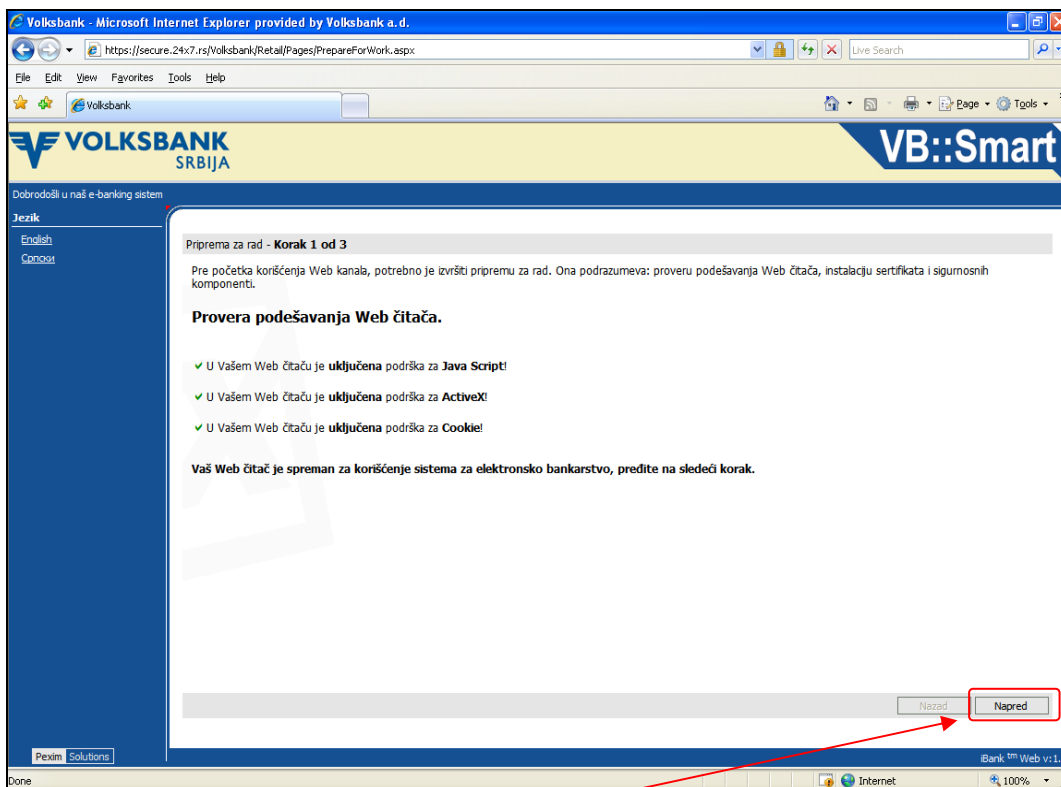 Volksbank - Microsoft Internet Explorer provided by Volksbank a.d.
https://secure.24x7.rs/Volksbank/Retail/Pages/PrepareForWork.aspx
Live Search
File Edit View Favorites Tools Help
Volksbank
Page Tools
VOLKSBANK
SRBIJA
VB::Smart
Dobrodošli u naš e-banking sistem
Jezik
English
Српски
Priprema za rad - Korak 1 od 3
Pre početka korišćenja Web kanala, potrebno je izvršiti pripremu za rad. Ona podrazumeva: proveru podešavanja Web čitača, instalaciju sertifikata i sigurnosnih
komponenti.
Provera podešavanja Web čitača.
U Vašem Web čitaču je uključena podrška za Java Script!
U Vašem Web čitaču je uključena podrška za ActiveX!
U Vašem Web čitaču je uključena podrška za Cookie!
Vaš Web čitač je spreman za korišćenje sistema za elektronsko bankarstvo, pređite na sledeći korak.
Nazad Napred
Pexim Solutions
iBank tm Web v:1.
Done
Internet
100%